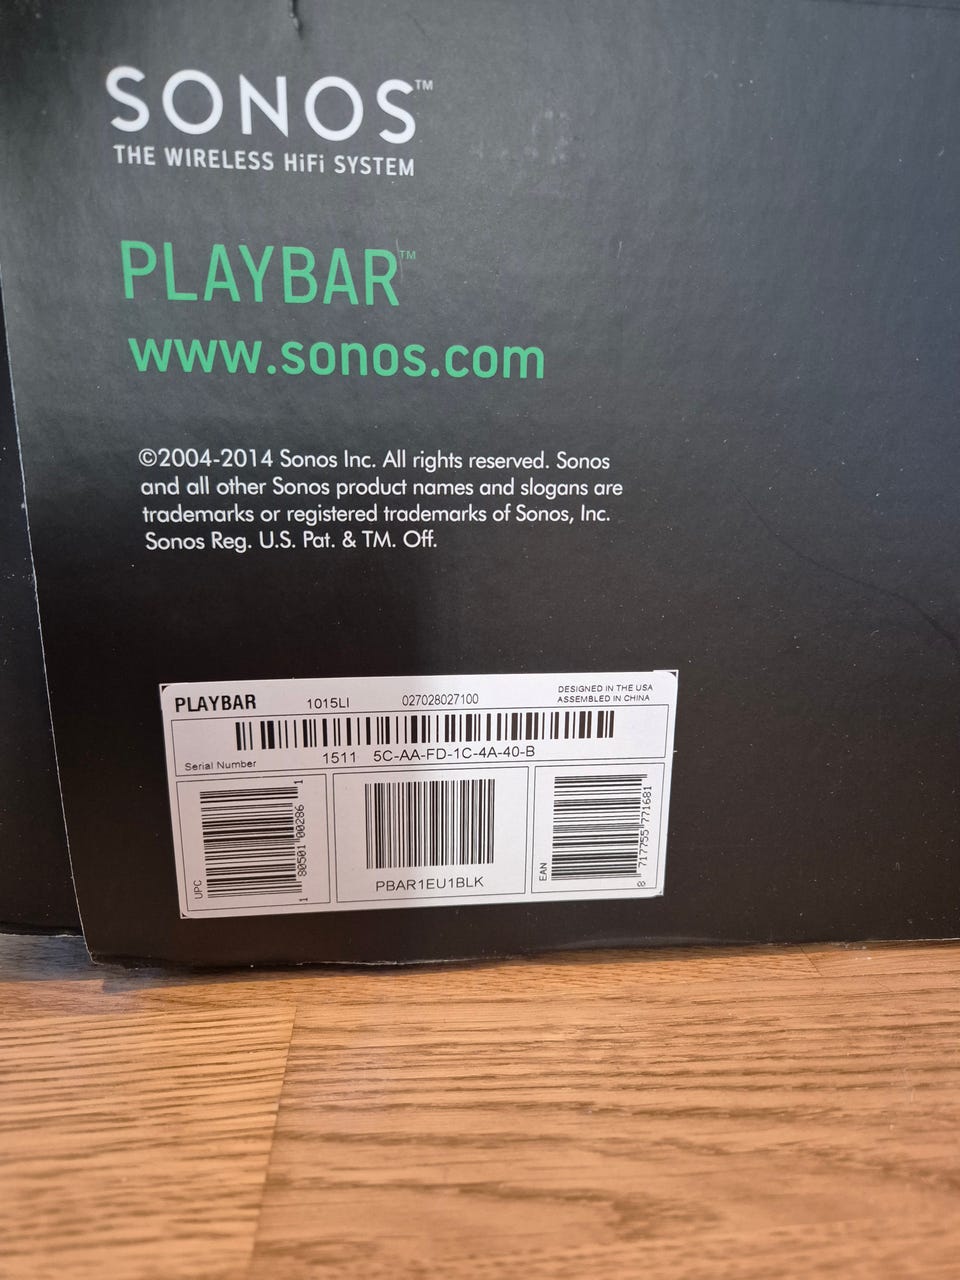 SONOS™
THE WIRELESS HiFi SYSTEM
PLAYBAR™
www.sonos.com
©2004-2014 Sonos Inc. All rights reserved. Sonos
and all other Sonos product names and slogans are
trademarks or registered trademarks of Sonos, Inc.
Sonos Reg. U.S. Pat. & TM. Off.
PLAYBAR 1015LI 027028027100 DESIGNED IN THE USA
ASSEMBLED IN CHINA
Serial Number 1511 5C-AA-FD-1C-4A-40-B
UPC
1 80501 00286 1
PBAR1EU1BLK
EAN
8 717755 771681